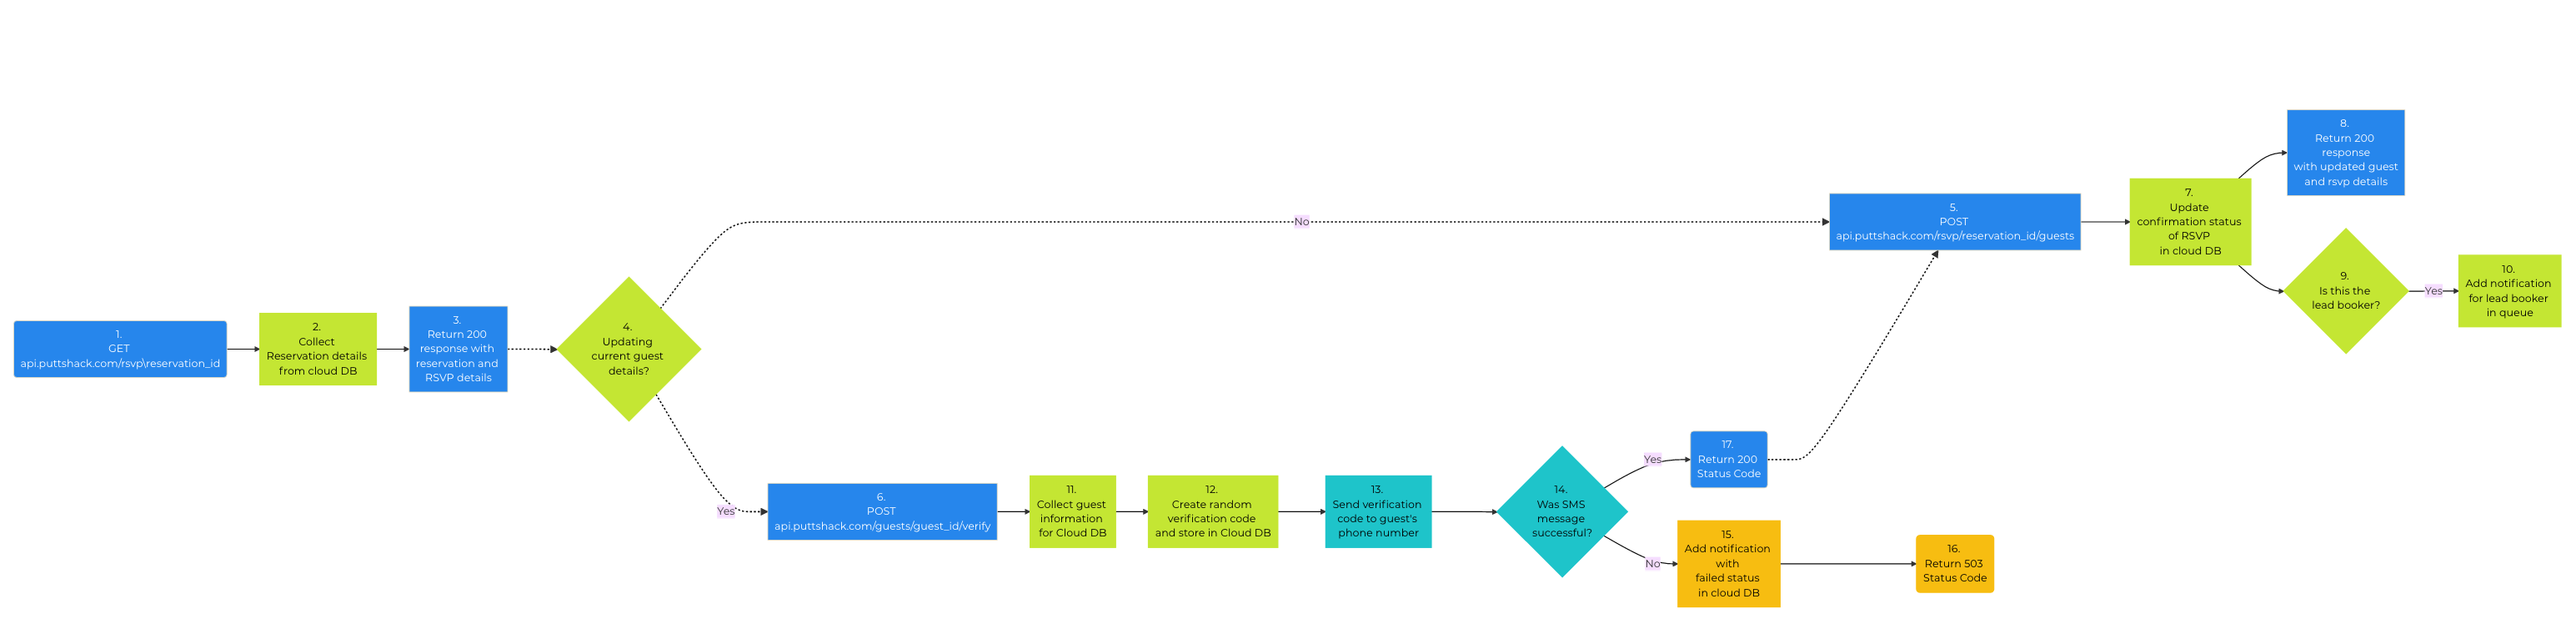 1.
GET
api.puttshack.com/rsvp\reservation_id
2.
Collect
Reservation details
from cloud DB
3.
Return 200
response with
reservation and
RSVP details
4.
Updating
current guest
details?
No
Yes
5.
POST
api.puttshack.com/rsvp/reservation_id/guests
6.
POST
api.puttshack.com/guests/guest_id/verify
7.
Update
confirmation status
of RSVP
in cloud DB
8.
Return 200
response
with updated guest
and rsvp details
9.
Is this the
lead booker?
Yes
10.
Add notification
for lead booker
in queue
11.
Collect guest
information
for Cloud DB
12.
Create random
verification code
and store in Cloud DB
13.
Send verification
code to guest's
phone number
14.
Was SMS
message
successful?
Yes
No
15.
Add notification
with
failed status
in cloud DB
16.
Return 503
Status Code
17.
Return 200
Status Code